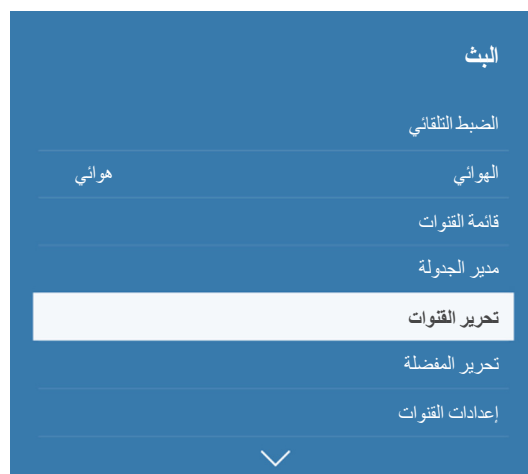 البث
الضبط التلقائي
الهوائي هوائي
قائمة القنوات
مدير الجدولة
تحرير القنوات
تحرير المفضلة
إعدادات القنوات